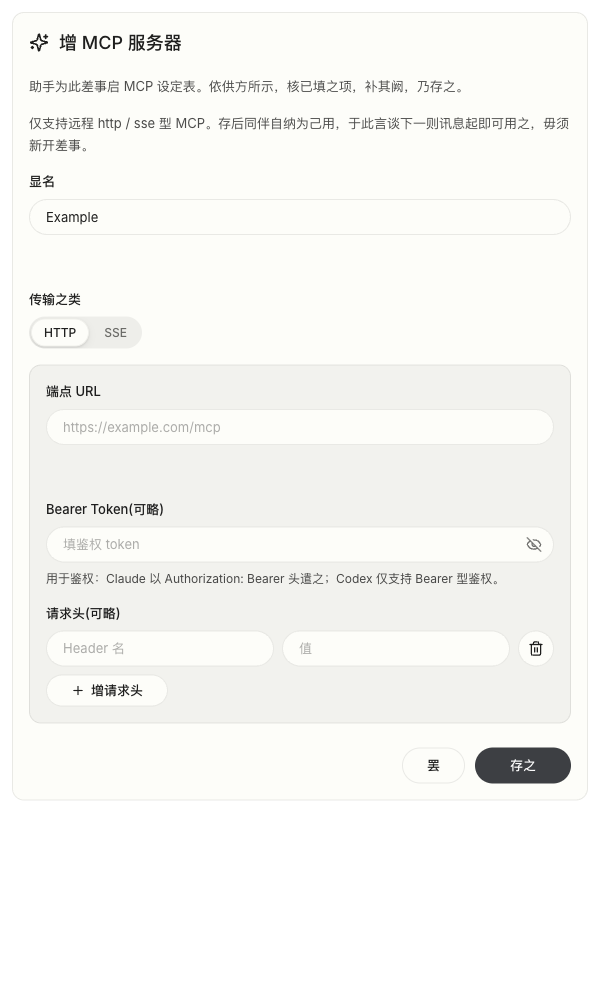 增 MCP 服务器
助手为此差事启 MCP 设定表。依供方所示，核已填之项，补其阙，乃存之。
仅支持远程 http / sse 型 MCP。存后同伴自纳为己用，于此言谈下一则讯息起即可用之，毋须
新开差事。
显名
Example
传输之类
HTTP SSE
端点 URL
https://example.com/mcp
Bearer Token(可略)
填鉴权 token
用于鉴权：Claude 以 Authorization: Bearer 头遣之；Codex 仅支持 Bearer 型鉴权。
请求头(可略)
Header 名 值
增请求头
罢 存之